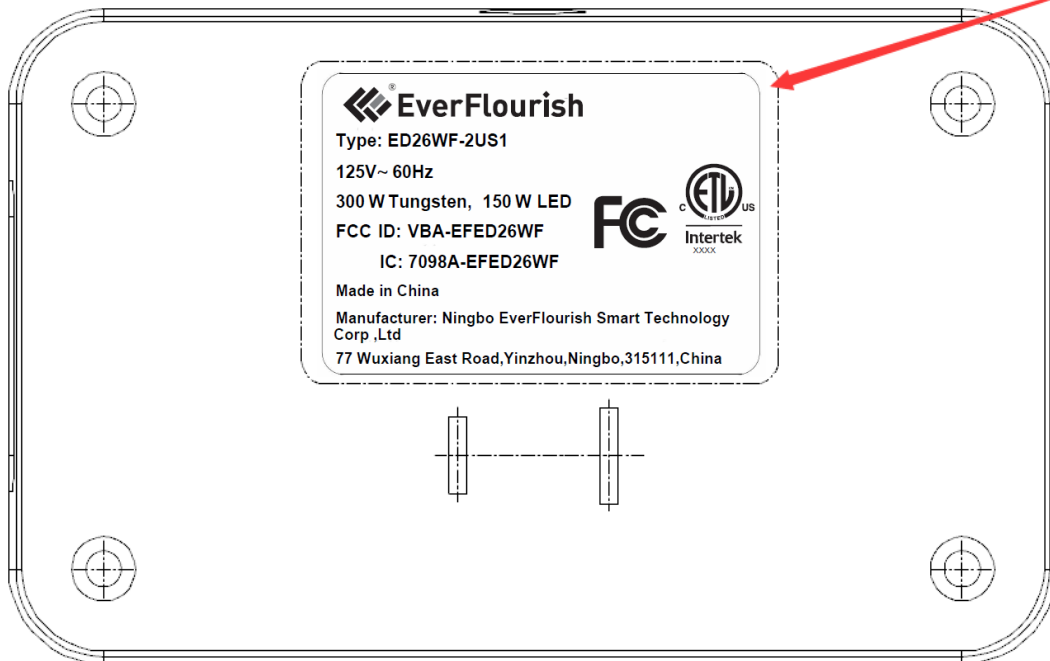 EverFlourish®
Type: ED26WF-2US1
125V~ 60Hz
300 W Tungsten, 150 W LED
FCC ID: VBA-EFED26WF
IC: 7098A-EFED26WF
Made in China
Manufacturer: Ningbo EverFlourish Smart Technology
Corp ,Ltd
77 Wuxiang East Road,Yinzhou,Ningbo,315111,China
FC
ETL
LISTED
C US
Intertek
XXXX